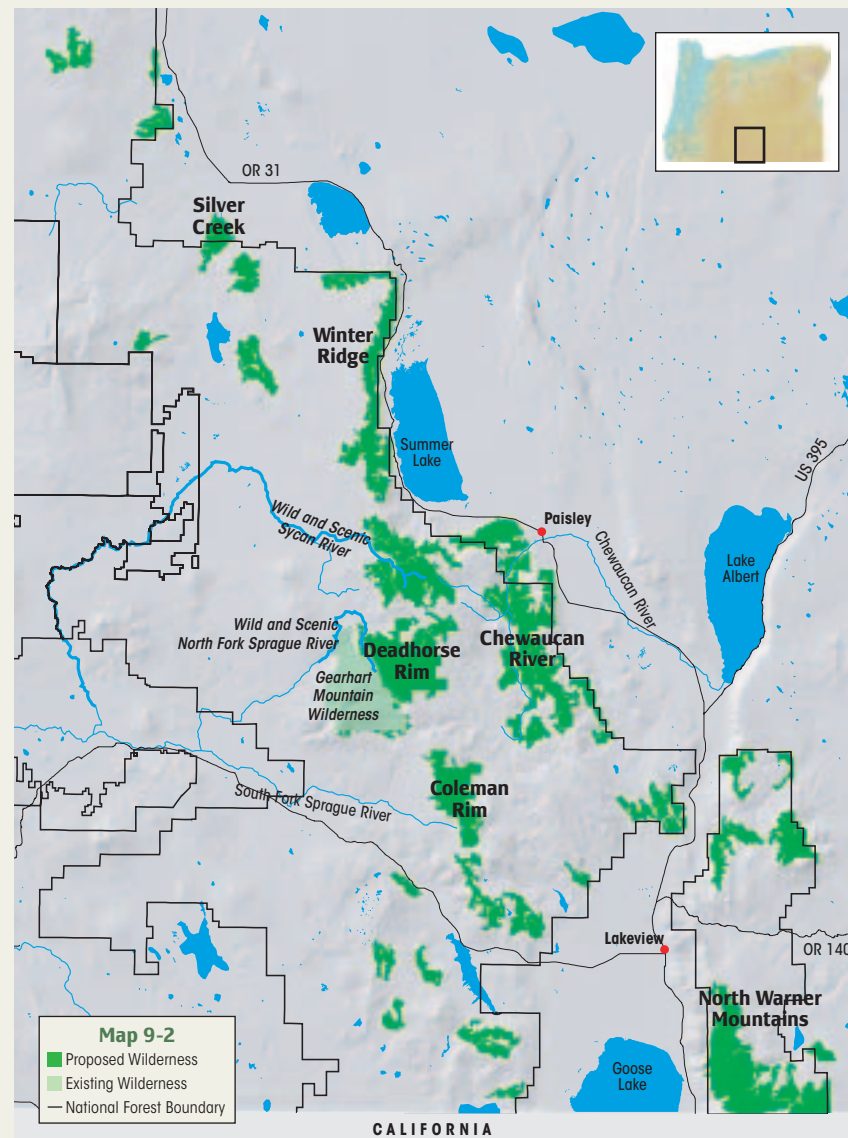 OR 31
Silver
Creek
Winter
Ridge
Summer
Lake
US 395
Paisley
Wild and Scenic
Sycan River
Chewaucan River
Lake
Albert
Wild and Scenic
North Fork Sprague River
Deadhorse
Rim
Chewaucan
River
Gearhart
Mountain
Wilderness
Coleman
Rim
South Fork Sprague River
Lakeview
OR 140
North Warner
Mountains
Goose
Lake
Map 9-2
Proposed Wilderness
Existing Wilderness
National Forest Boundary
CALIFORNIA